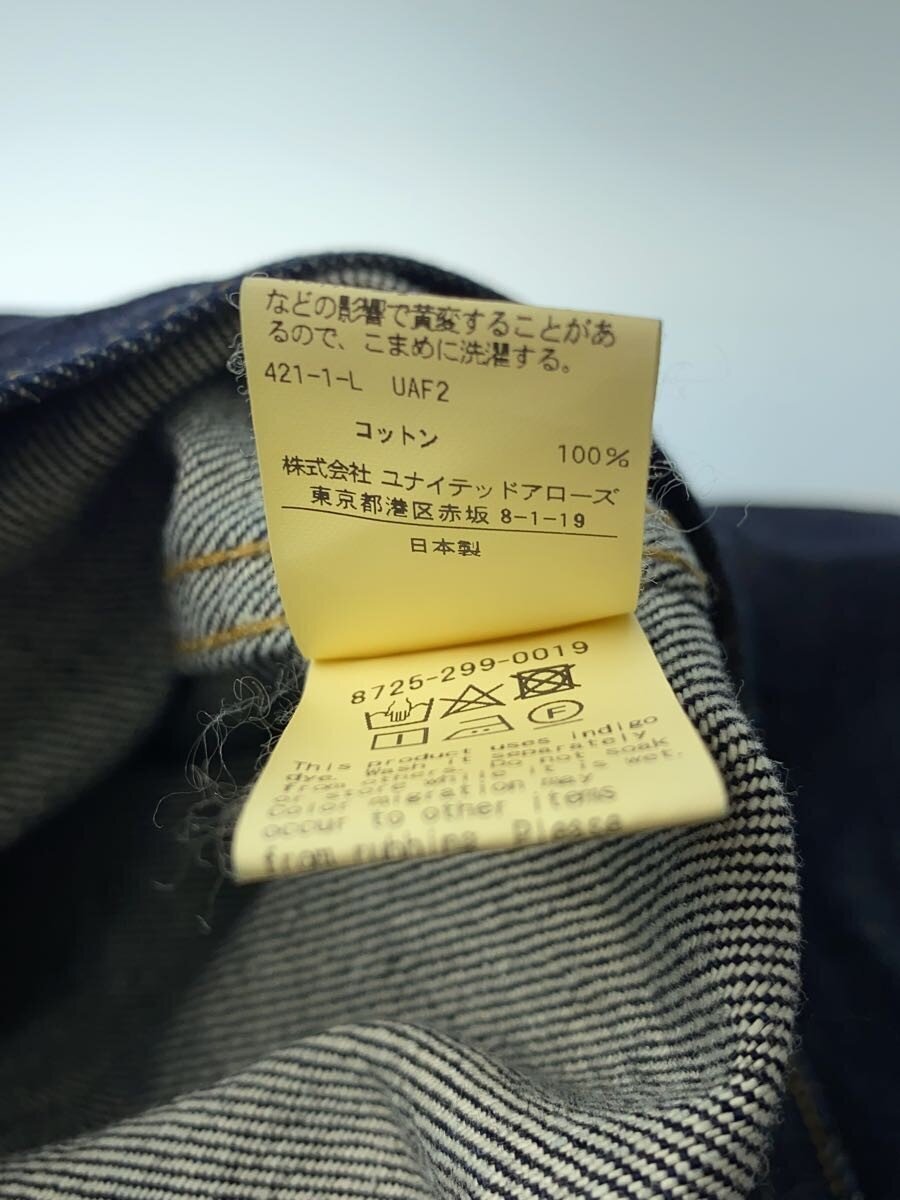 などの影響で黄変することがあ
るので、こまめに洗濯する。
421-1-L UAF2
コットン 100%
株式会社 ユナイテッドアローズ
東京都港区赤坂 8-1-19
日本製
8725-299-0019
This product uses indigo
dye. Wash it separately
from others. Do not soak
or store while it is wet.
Color migration may
occur to other items
from rubbing. Please